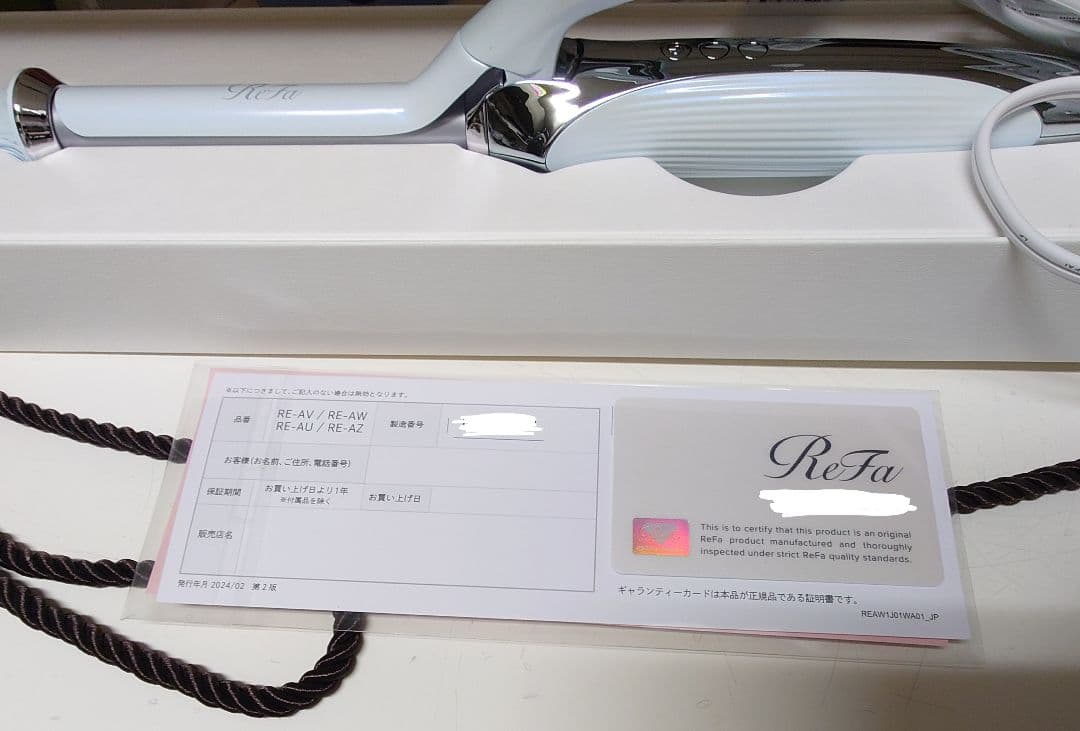 ReFa
※以下につきまして、ご記入のない場合は無効となります。
品番
RE-AV / RE-AW
RE-AU / RE-AZ
製造番号
お客様(お名前、ご住所、電話番号)
保証期間
お買い上げ日より1年
※付属品を除く
お買い上げ日
販売店名
発行年月 2024/02 第2版
ReFa
This is to certify that this product is an original
ReFa product manufactured and thoroughly
inspected under strict ReFa quality standards.
ギャランティーカードは本品が正規品である証明書です。
REAW1J01WA01_JP